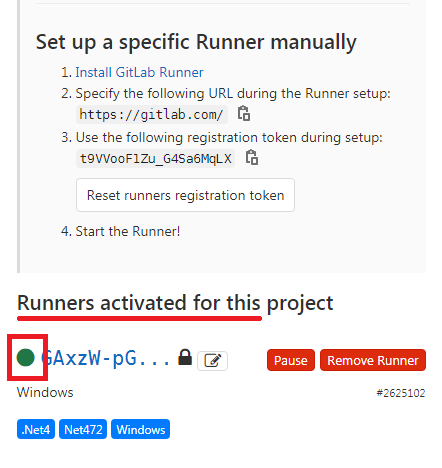 Set up a specific Runner manually
1. Install GitLab Runner
2. Specify the following URL during the Runner setup:
https://gitlab.com/
3. Use the following registration token during setup:
t9VVooF1Zu_G4Sa6MqLX
Reset runners registration token
4. Start the Runner!
Runners activated for this project
GAxzW-pG... Pause Remove Runner
Windows #2625102
.Net4 Net472 Windows